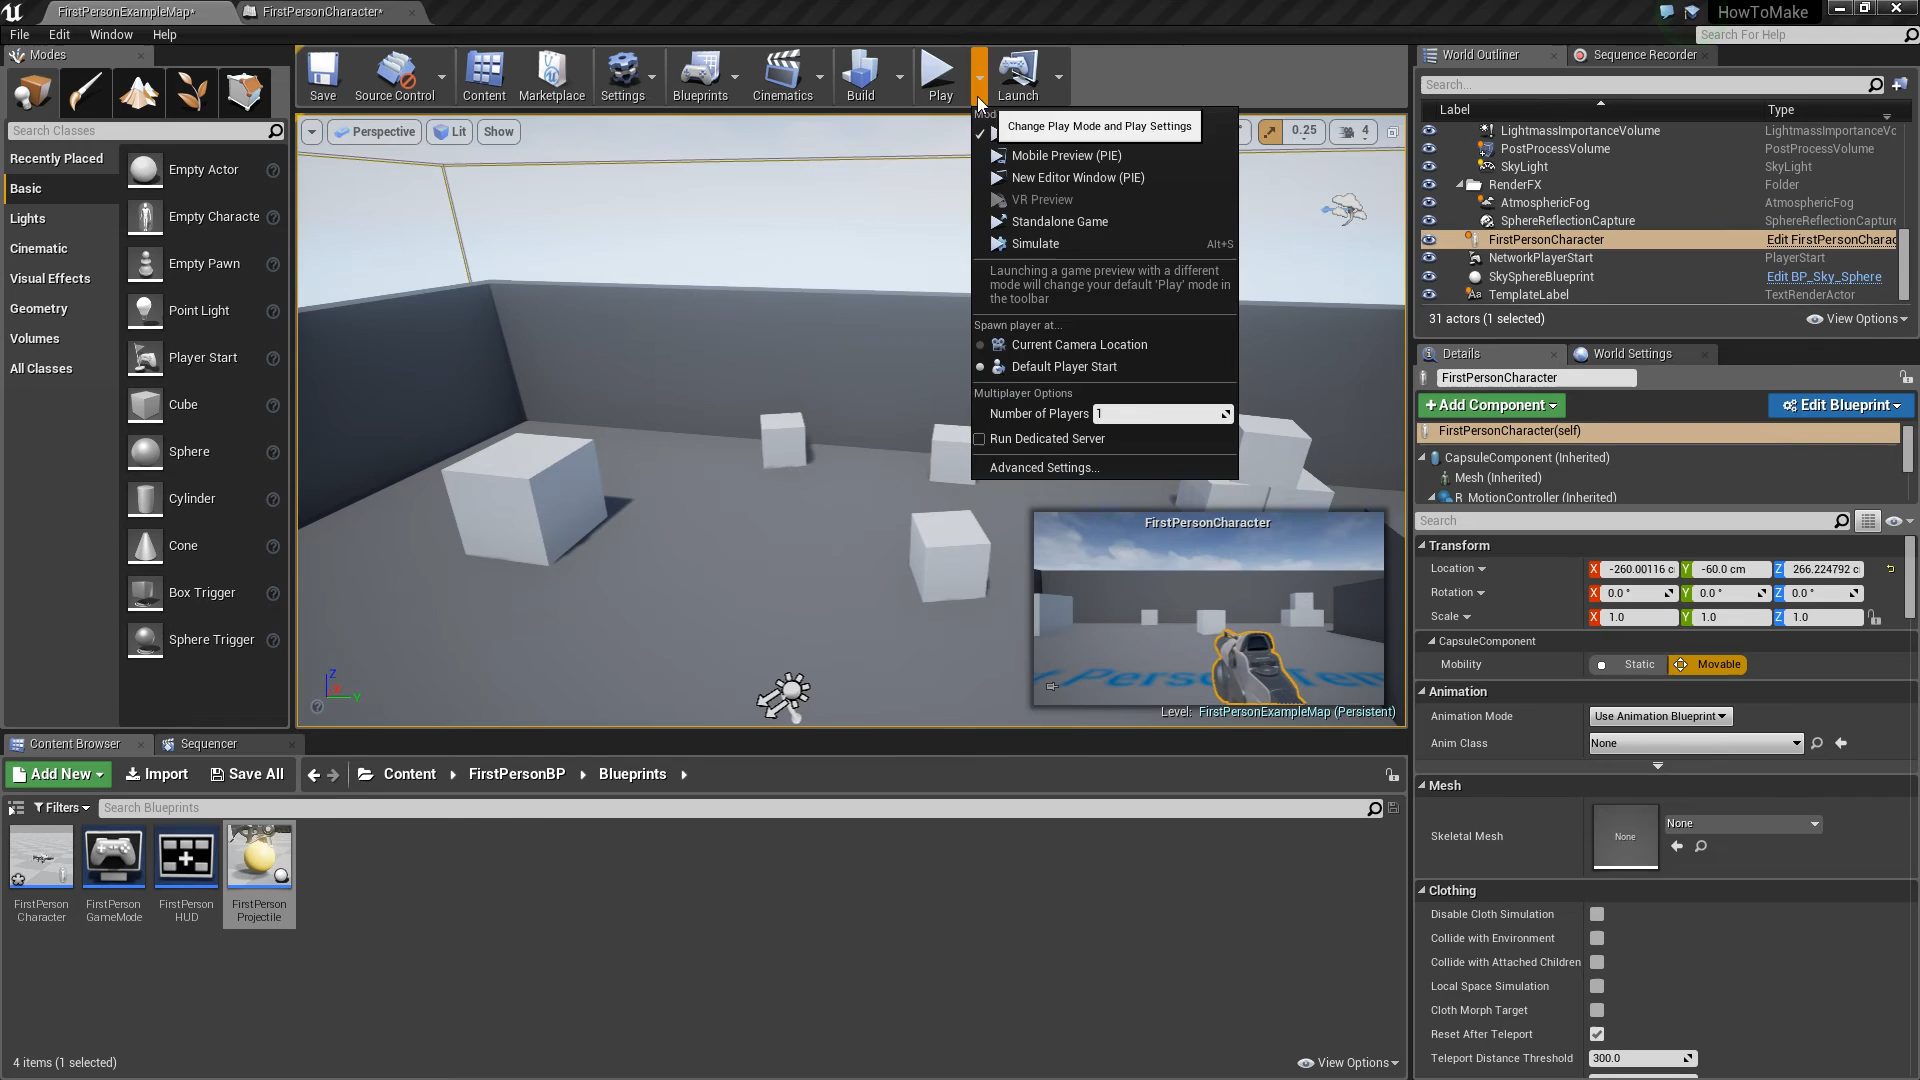 FirstPersonExampleMap*
FirstPersonCharacter*
HowToMake
File
Edit
Window
Help
Search For Help
Modes
Search Classes
Recently Placed
Basic
Lights
Cinematic
Visual Effects
Geometry
Volumes
All Classes
Empty Actor
Empty Characte
Empty Pawn
Point Light
Player Start
Cube
Sphere
Cylinder
Cone
Box Trigger
Sphere Trigger
Save
Source Control
Content
Marketplace
Settings
Blueprints
Cinematics
Build
Play
Launch
Perspective
Lit
Show
0.25
4
Change Play Mode and Play Settings
Mobile Preview (PIE)
New Editor Window (PIE)
VR Preview
Standalone Game
Simulate Alt+S
Launching a game preview with a different
mode will change your default 'Play' mode in
the toolbar
Spawn player at...
Current Camera Location
Default Player Start
Multiplayer Options
Number of Players 1
Run Dedicated Server
Advanced Settings...
FirstPersonCharacter
Level: FirstPersonExampleMap (Persistent)
Z
Y
World Outliner
Sequence Recorder
Search...
Label Type
LightmassImportanceVolume LightmassImportanceVc
PostProcessVolume PostProcessVolume
SkyLight SkyLight
RenderFX Folder
AtmosphericFog AtmosphericFog
SphereReflectionCapture SphereReflectionCapture
FirstPersonCharacter Edit FirstPersonCharac
NetworkPlayerStart PlayerStart
SkySphereBlueprint Edit BP_Sky_Sphere
TemplateLabel TextRenderActor
31 actors (1 selected)
View Options
Details
World Settings
FirstPersonCharacter
+Add Component
Edit Blueprint
FirstPersonCharacter(self)
CapsuleComponent (Inherited)
Mesh (Inherited)
R_MotionController (Inherited)
Search
Transform
Location X -260.00116 c Y -60.0 cm Z 266.224792 c
Rotation X 0.0 ° Y 0.0 ° Z 0.0 °
Scale X 1.0 Y 1.0 Z 1.0
CapsuleComponent
Mobility Static Movable
Animation
Animation Mode Use Animation Blueprint
Anim Class None
Mesh
Skeletal Mesh None None
Clothing
Disable Cloth Simulation
Collide with Environment
Collide with Attached Children
Local Space Simulation
Cloth Morph Target
Reset After Teleport
Teleport Distance Threshold 300.0
Content Browser
Sequencer
Add New
Import
Save All
Content
FirstPersonBP
Blueprints
Filters
Search Blueprints
FirstPerson
Character
FirstPerson
GameMode
FirstPerson
HUD
FirstPerson
Projectile
4 items (1 selected)
View Options